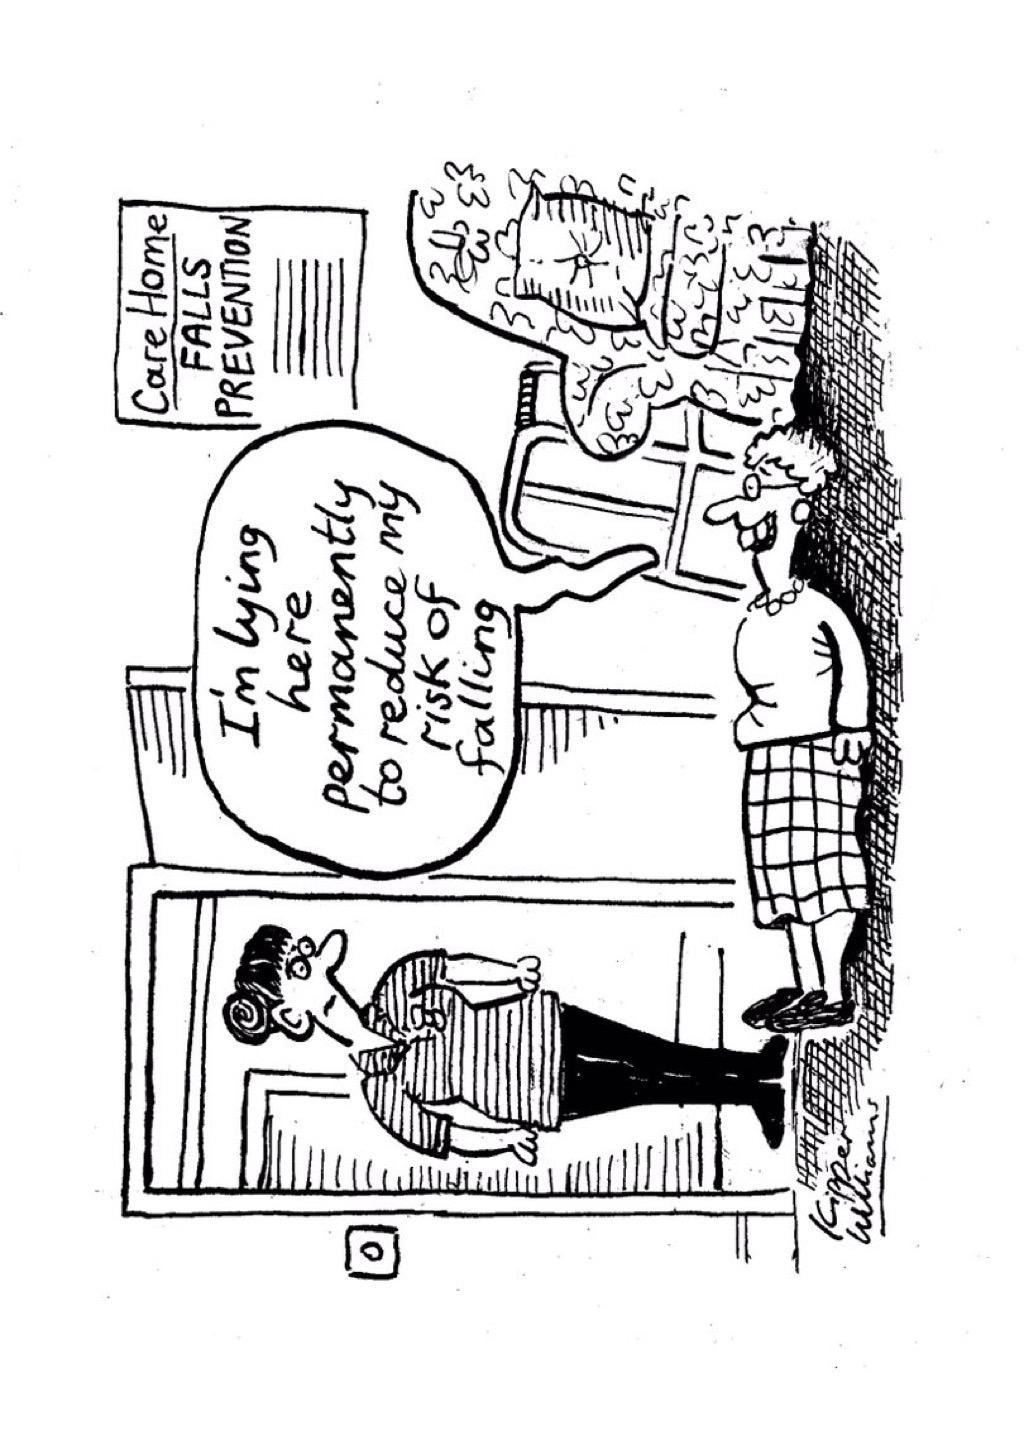 Care Home
FALLS
PREVENTION
I'm lying
here
permanently
to reduce my
risk of
falling
Kipper
Williams